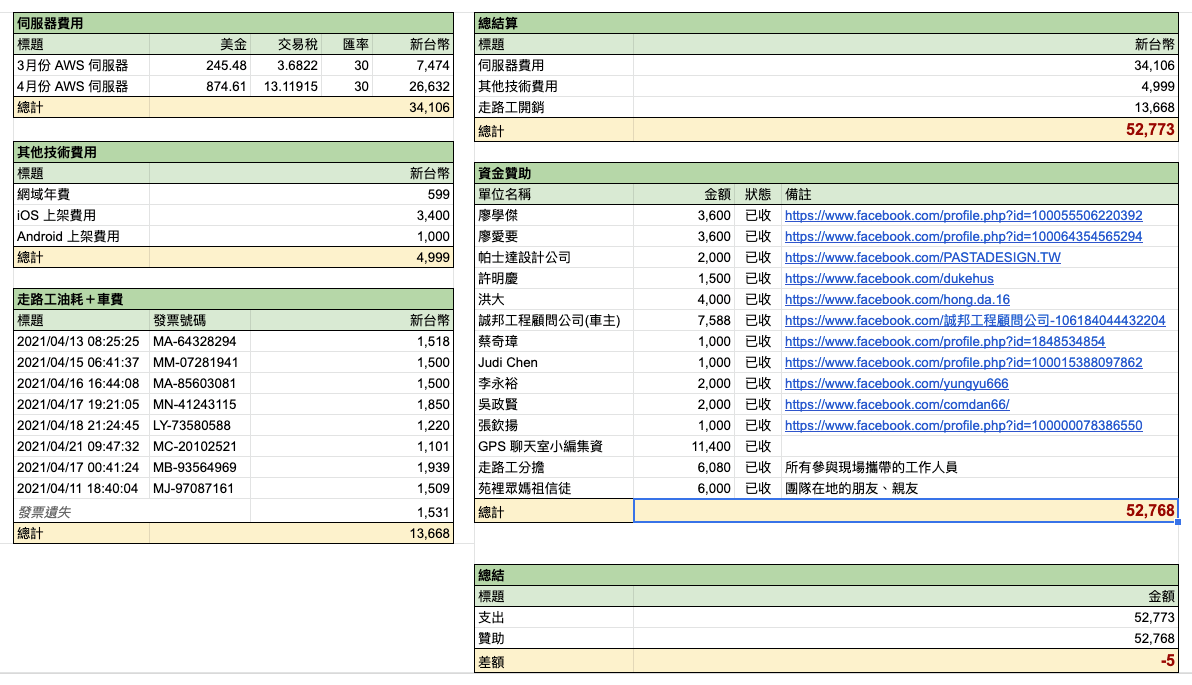 伺服器費用
標題 美金 交易稅 匯率 新台幣
3月份 AWS 伺服器 245.48 3.6822 30 7,474
4月份 AWS 伺服器 874.61 13.11915 30 26,632
總計 34,106
其他技術費用
標題 新台幣
網域年費 599
iOS 上架費用 3,400
Android 上架費用 1,000
總計 4,999
走路工油耗＋車費
標題 發票號碼 新台幣
2021/04/13 08:25:25 MA-64328294 1,518
2021/04/15 06:41:37 MM-07281941 1,500
2021/04/16 16:44:08 MA-85603081 1,500
2021/04/17 19:21:05 MN-41243115 1,850
2021/04/18 21:24:45 LY-73580588 1,220
2021/04/21 09:47:32 MC-20102521 1,101
2021/04/17 00:41:24 MB-93564969 1,939
2021/04/11 18:40:04 MJ-97087161 1,509
發票遺失 1,531
總計 13,668
總結算
標題 新台幣
伺服器費用 34,106
其他技術費用 4,999
走路工開銷 13,668
總計 52,773
資金贊助
單位名稱 金額 狀態 備註
廖學傑 3,600 已收 https://www.facebook.com/profile.php?id=100055506220392
廖愛要 3,600 已收 https://www.facebook.com/profile.php?id=100064354565294
帕士達設計公司 2,000 已收 https://www.facebook.com/PASTADESIGN.TW
許明慶 1,500 已收 https://www.facebook.com/dukehus
洪大 4,000 已收 https://www.facebook.com/hong.da.16
誠邦工程顧問公司(車主) 7,588 已收 https://www.facebook.com/誠邦工程顧問公司-106184044432204
蔡奇璋 1,000 已收 https://www.facebook.com/profile.php?id=1848534854
Judi Chen 1,000 已收 https://www.facebook.com/profile.php?id=100015388097862
李永裕 2,000 已收 https://www.facebook.com/yungyu666
吳政賢 2,000 已收 https://www.facebook.com/comdan66/
張欽揚 1,000 已收 https://www.facebook.com/profile.php?id=100000078386550
GPS 聊天室小編集資 11,400 已收
走路工分擔 6,080 已收 所有參與現場攜帶的工作人員
苑裡眾媽祖信徒 6,000 已收 團隊在地的朋友、親友
總計 52,768
總結
標題 金額
支出 52,773
贊助 52,768
差額 -5